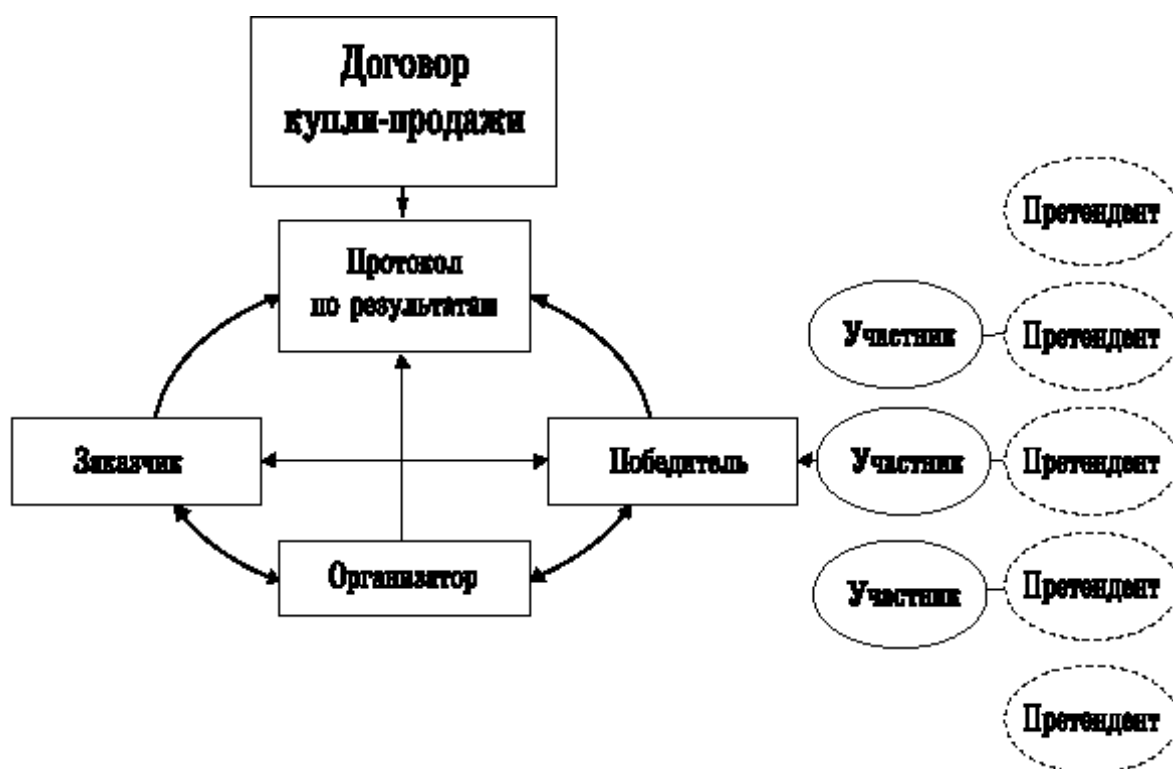 Договор
купли-продажи
Претендент
Протокол
по результатам
Участник
Претендент
Заказчик
Победитель
Участник
Претендент
Организатор
Участник
Претендент
Претендент